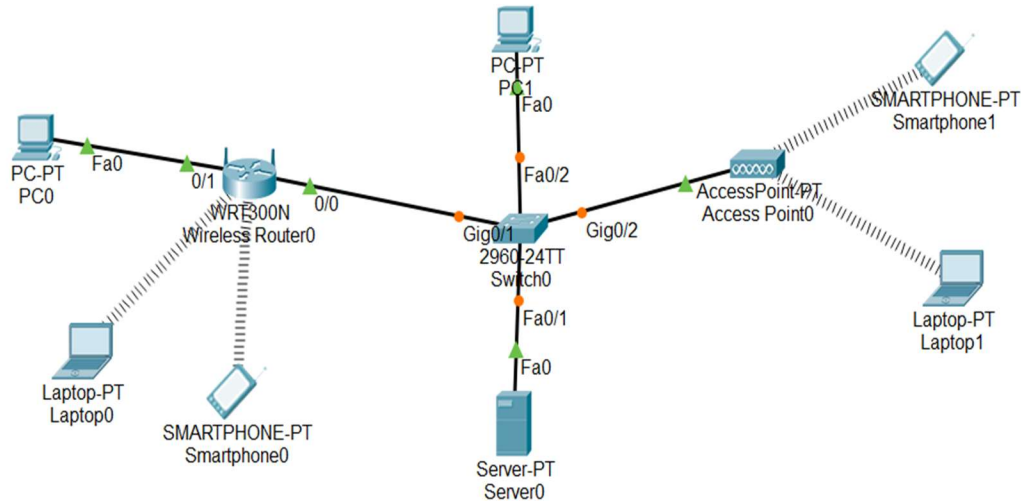 PC-PT
PC1
Fa0
Fa0/2
SMARTPHONE-PT
Smartphone1
PC-PT
PC0
Fa0
0/1
WRT300N
Wireless Router0
0/0
Gig0/1
2960-24TT
Switch0
Gig0/2
AccessPoint-PT
Access Point0
Fa0/1
Fa0
Laptop-PT
Laptop1
Laptop-PT
Laptop0
SMARTPHONE-PT
Smartphone0
Server-PT
Server0